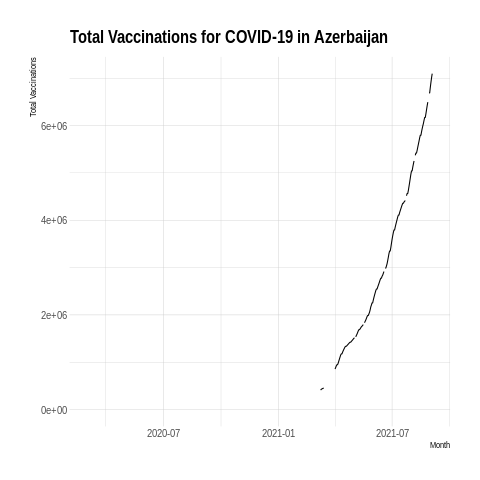 Total Vaccinations for COVID-19 in Azerbaijan
Total Vaccinations
6e+06
4e+06
2e+06
0e+00
2020-07 2021-01 2021-07
Month